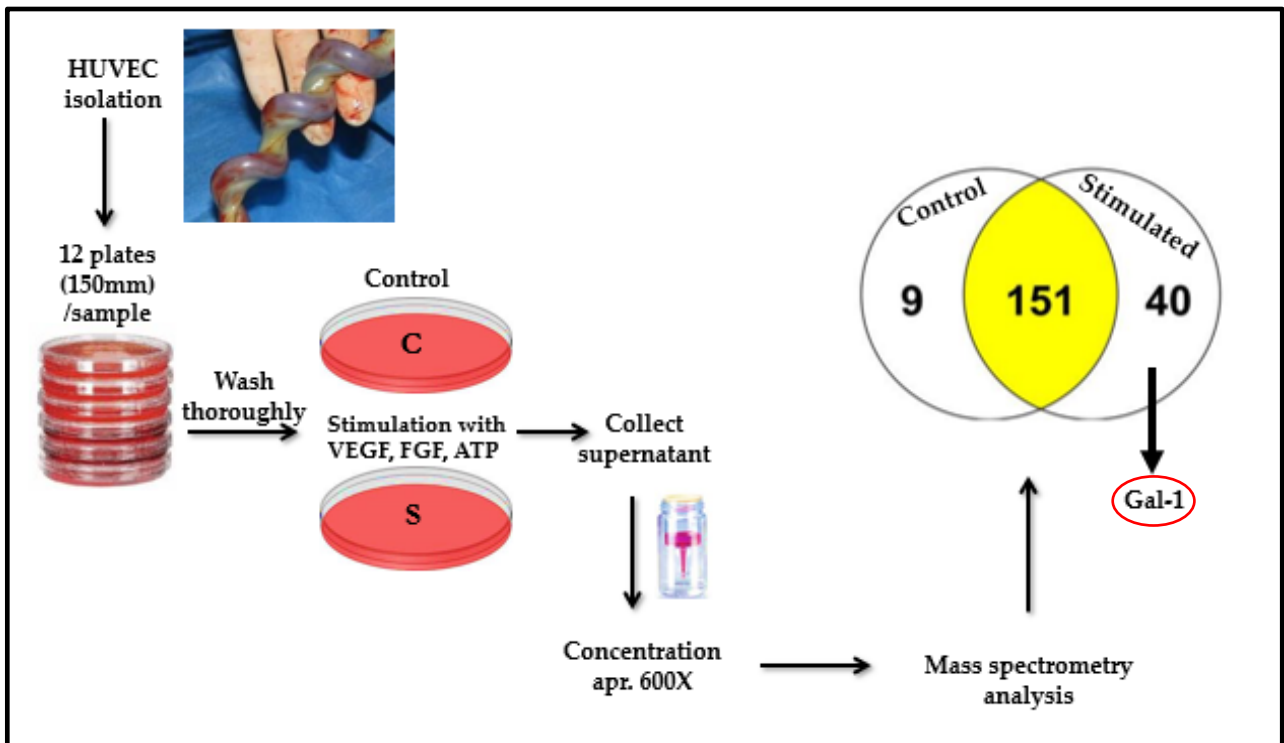 HUVEC
isolation
12 plates
(150mm)
/sample
Wash
thoroughly
Control
C
Stimulation with
VEGF, FGF, ATP
S
Collect
supernatant
Concentration
apr. 600X
Mass spectrometry
analysis
Control
Stimulated
9
151
40
Gal-1